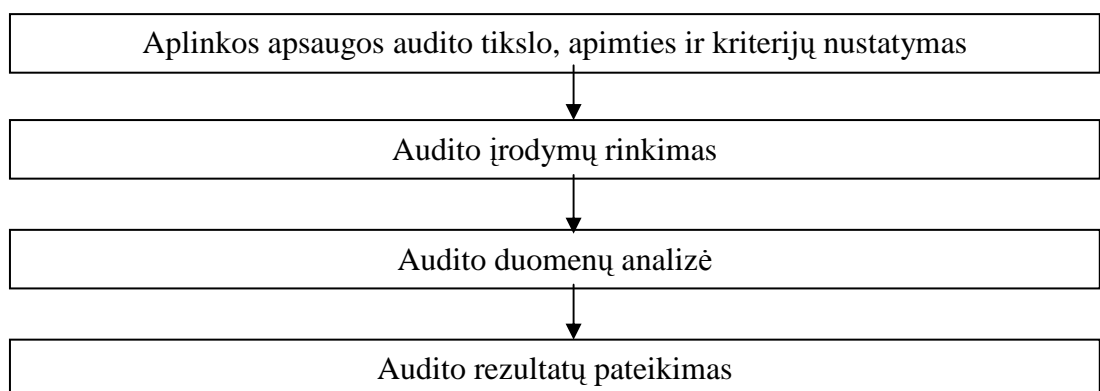 Aplinkos apsaugos audito tikslo, apimties ir kriterijų nustatymas
Audito įrodymų rinkimas
Audito duomenų analizė
Audito rezultatų pateikimas